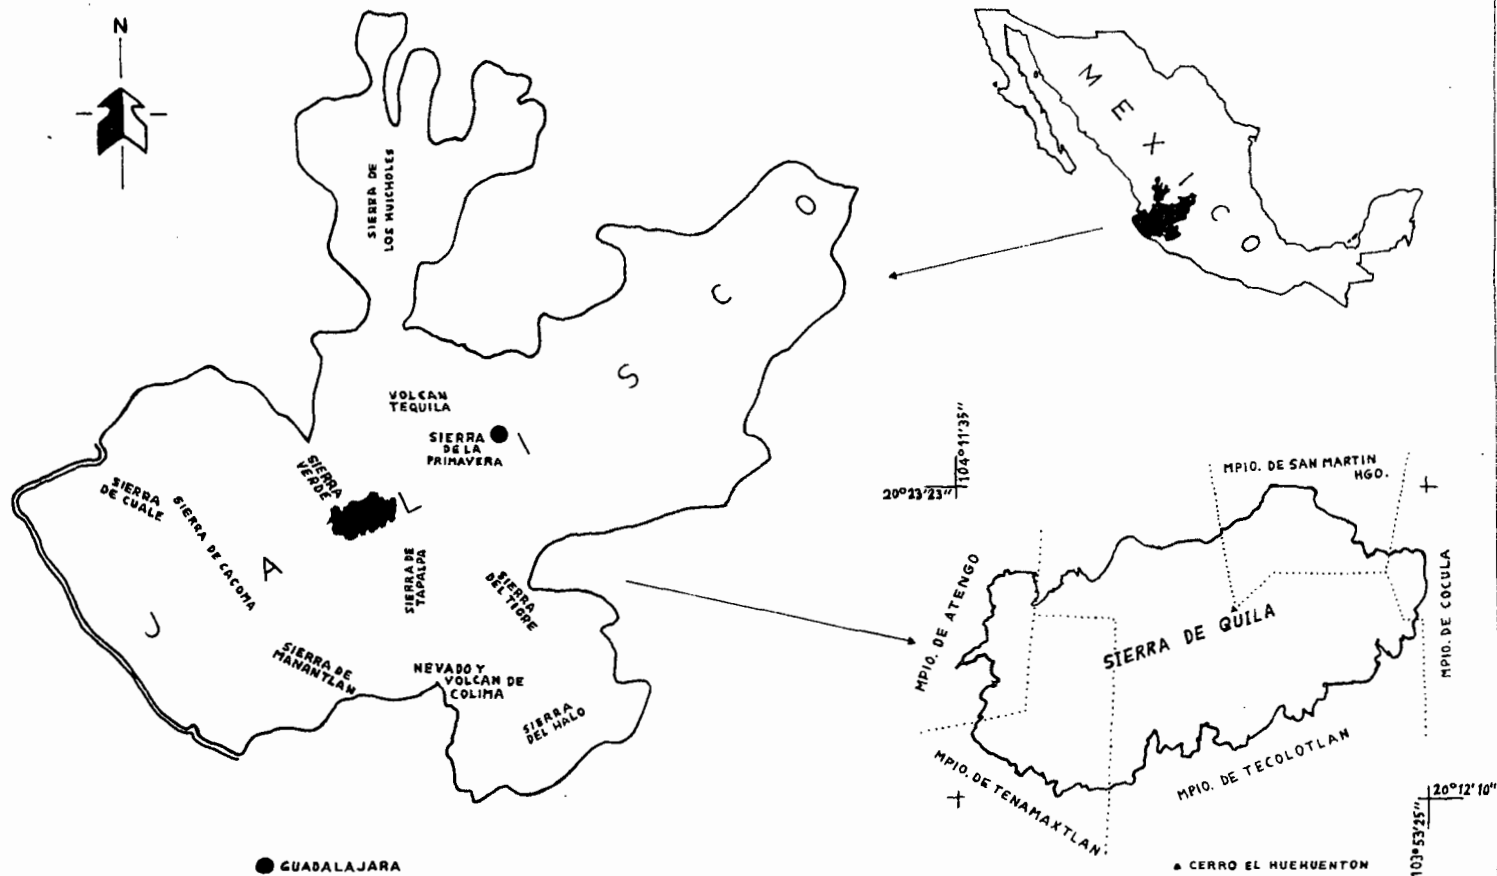 N
SIERRA DE
LOS HUICHOLES
MEXICO
JALISCO
VOLCAN
TEQUILA
SIERRA
DE LA
PRIMAVERA
SIERRA
VERDE
SIERRA
DE CUALE
SIERRA DE CACOMA
SIERRA DE
TAPALPA
SIERRA
DEL TIGRE
SIERRA DE
MANANTLAN
NEVADO Y
VOLCAN DE
COLIMA
SIERRA
DEL HALO
GUADALAJARA
20°23'23"
104°11'35"
MPIO. DE SAN MARTIN
HGO.
MPIO. DE ATENGO
SIERRA DE QUILA
MPIO. DE COCULA
MPIO. DE TECOLOTLAN
MPIO. DE TENAMAXTLAN
20°12'10"
103°53'25"
CERRO EL HUEHUENTON